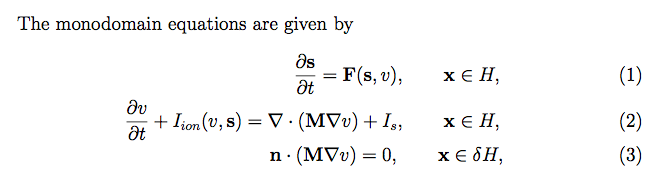 The monodomain equations are given by
∂s/∂t = F(s, v), x ∈ H, (1)
∂v/∂t + I_ion(v, s) = ∇ · (M∇v) + I_s, x ∈ H, (2)
n · (M∇v) = 0, x ∈ δH, (3)